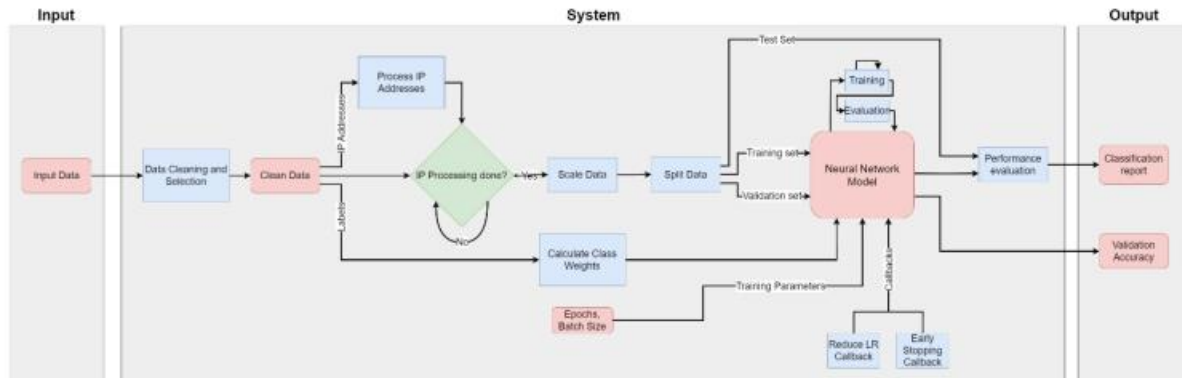 Input
System
Output
Test Set
Process IP
Addresses
Training
Evaluation
IP Addresses
Input Data
Data Cleaning and
Selection
Clean Data
IP Processing done?
Yes
Scale Data
Split Data
Training set
Validation set
Neural Network
Model
Performance
evaluation
Classification
report
Labels
No
Calculate Class
Weights
Validation
Accuracy
Callbacks
Training Parameters
Epochs,
Batch Size
Reduce LR
Callback
Early
Stopping
Callback